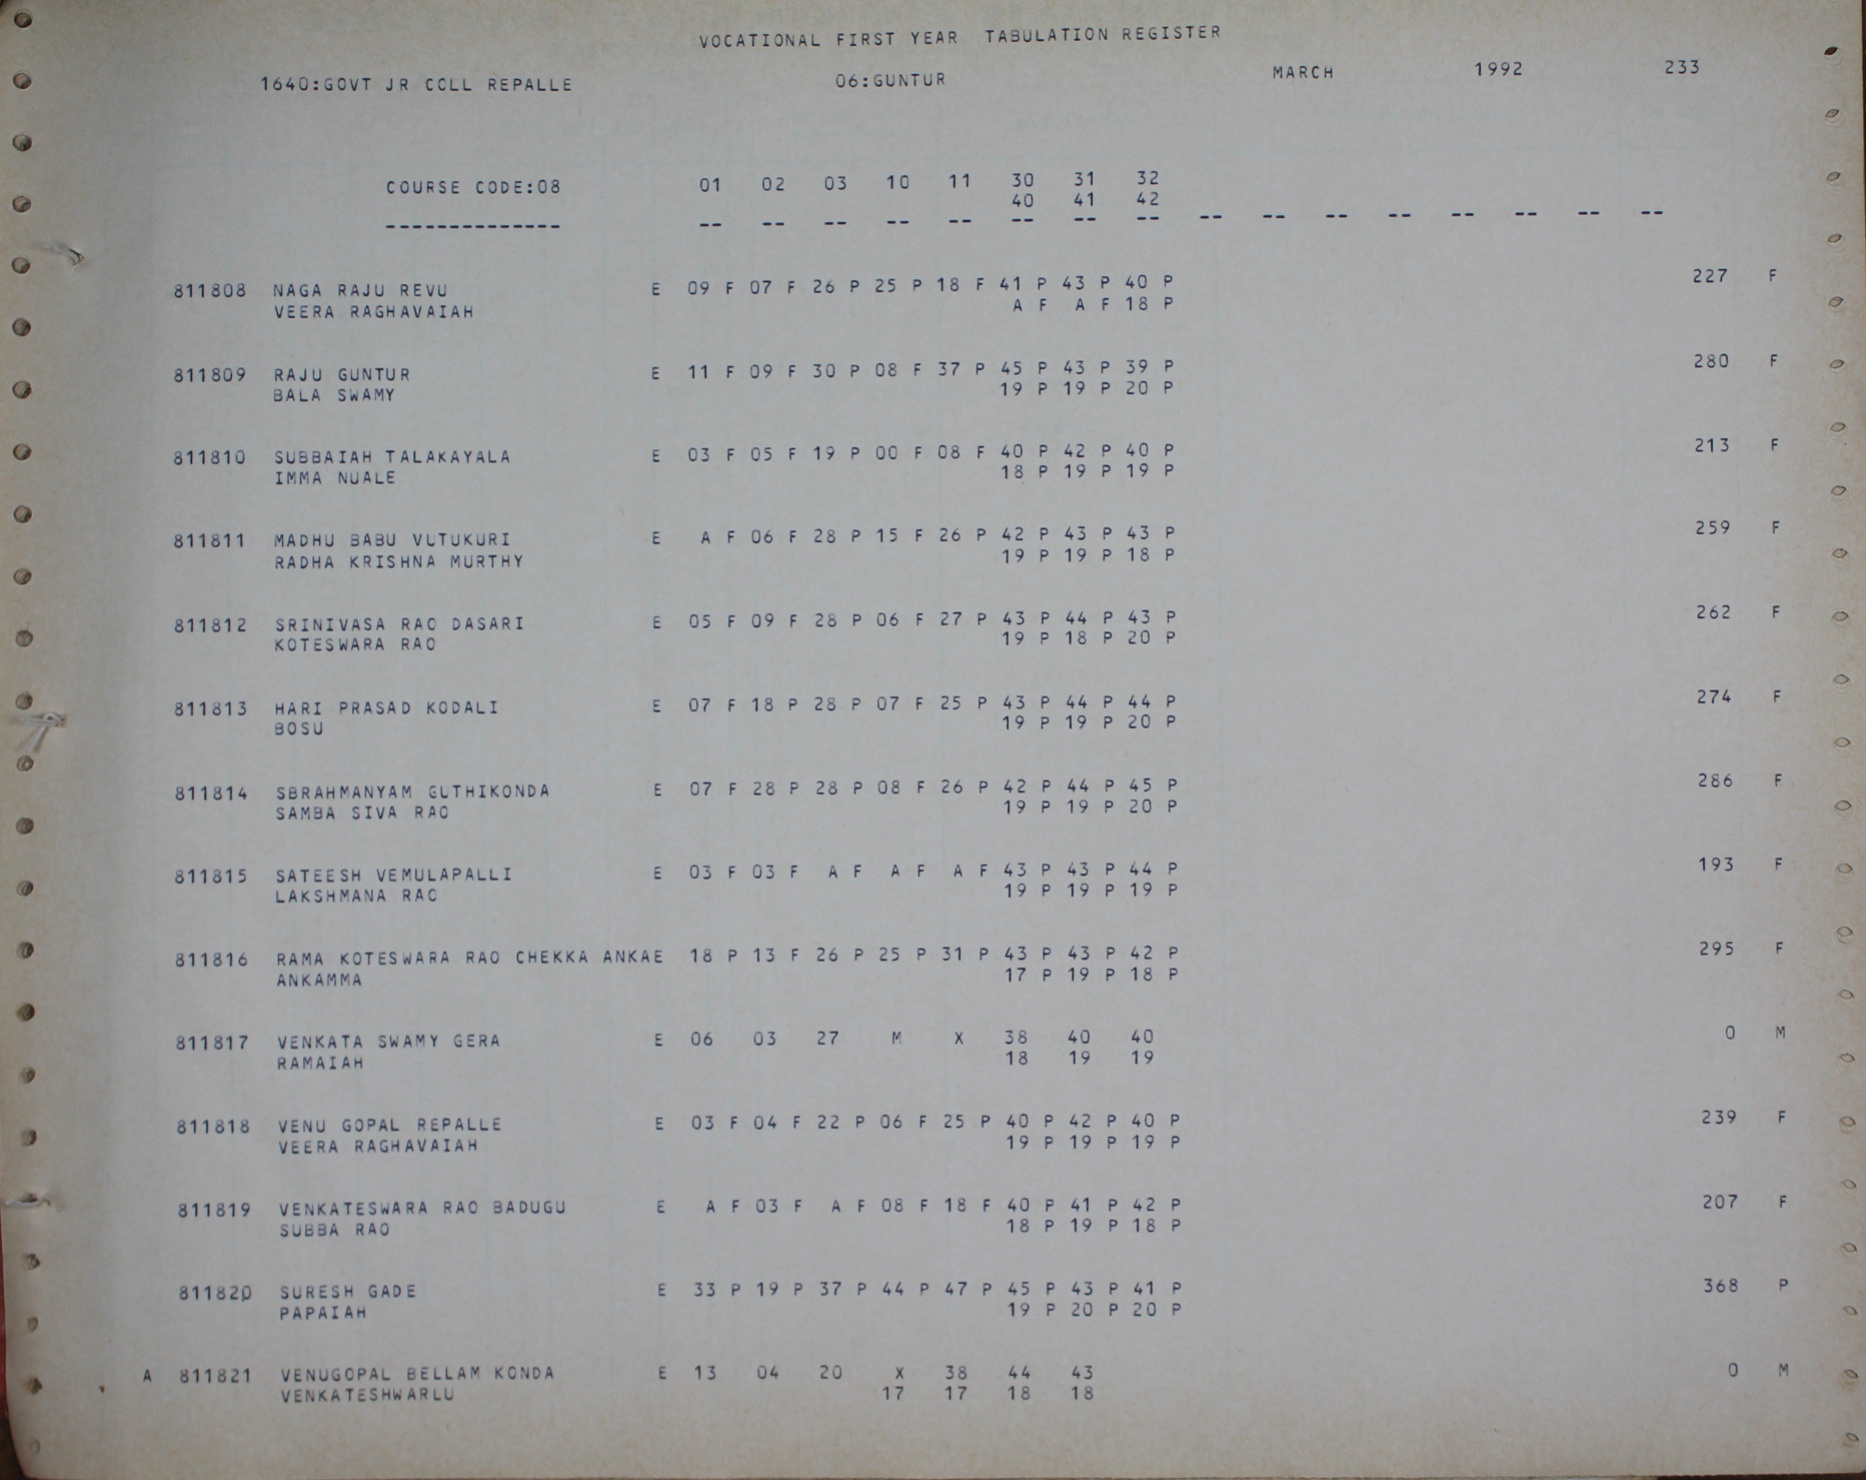 VOCATIONAL FIRST YEAR TABULATION REGISTER
1640:GOVT JR COLL REPALLE 06:GUNTUR MARCH 1992 233
COURSE CODE:08 01 02 03 10 11 30 31 32
40 41 42
-------------- -- -- -- -- -- -- -- -- -- -- -- -- -- -- -- --
811808 NAGA RAJU REVU E 09 F 07 F 26 P 25 P 18 F 41 P 43 P 40 P 227 F
VEERA RAGHAVAIAH A F A F 18 P
811809 RAJU GUNTUR E 11 F 09 F 30 P 08 F 37 P 45 P 43 P 39 P 280 F
BALA SWAMY 19 P 19 P 20 P
811810 SUBBAIAH TALAKAYALA E 03 F 05 F 19 P 00 F 08 F 40 P 42 P 40 P 213 F
IMMA NUALE 18 P 19 P 19 P
811811 MADHU BABU VUTUKURI E A F 06 F 28 P 15 F 26 P 42 P 43 P 43 P 259 F
RADHA KRISHNA MURTHY 19 P 19 P 18 P
811812 SRINIVASA RAO DASARI E 05 F 09 F 28 P 06 F 27 P 43 P 44 P 43 P 262 F
KOTESWARA RAO 19 P 18 P 20 P
811813 HARI PRASAD KODALI E 07 F 18 P 28 P 07 F 25 P 43 P 44 P 44 P 274 F
BOSU 19 P 19 P 20 P
811814 SBRAHMANYAM GUTHIKONDA E 07 F 28 P 28 P 08 F 26 P 42 P 44 P 45 P 286 F
SAMBA SIVA RAO 19 P 19 P 20 P
811815 SATEESH VEMULAPALLI E 03 F 03 F A F A F A F 43 P 43 P 44 P 193 F
LAKSHMANA RAO 19 P 19 P 19 P
811816 RAMA KOTESWARA RAO CHEKKA ANKAE 18 P 13 F 26 P 25 P 31 P 43 P 43 P 42 P 295 F
ANKAMMA 17 P 19 P 18 P
811817 VENKATA SWAMY GERA E 06 03 27 M X 38 40 40 0 M
RAMAIAH 18 19 19
811818 VENU GOPAL REPALLE E 03 F 04 F 22 P 06 F 25 P 40 P 42 P 40 P 239 F
VEERA RAGHAVAIAH 19 P 19 P 19 P
811819 VENKATESWARA RAO BADUGU E A F 03 F A F 08 F 18 F 40 P 41 P 42 P 207 F
SUBBA RAO 18 P 19 P 18 P
811820 SURESH GADE E 33 P 19 P 37 P 44 P 47 P 45 P 43 P 41 P 368 P
PAPAIAH 19 P 20 P 20 P
A 811821 VENUGOPAL BELLAM KONDA E 13 04 20 X 38 44 43 0 M
VENKATESHWARLU 17 17 18 18